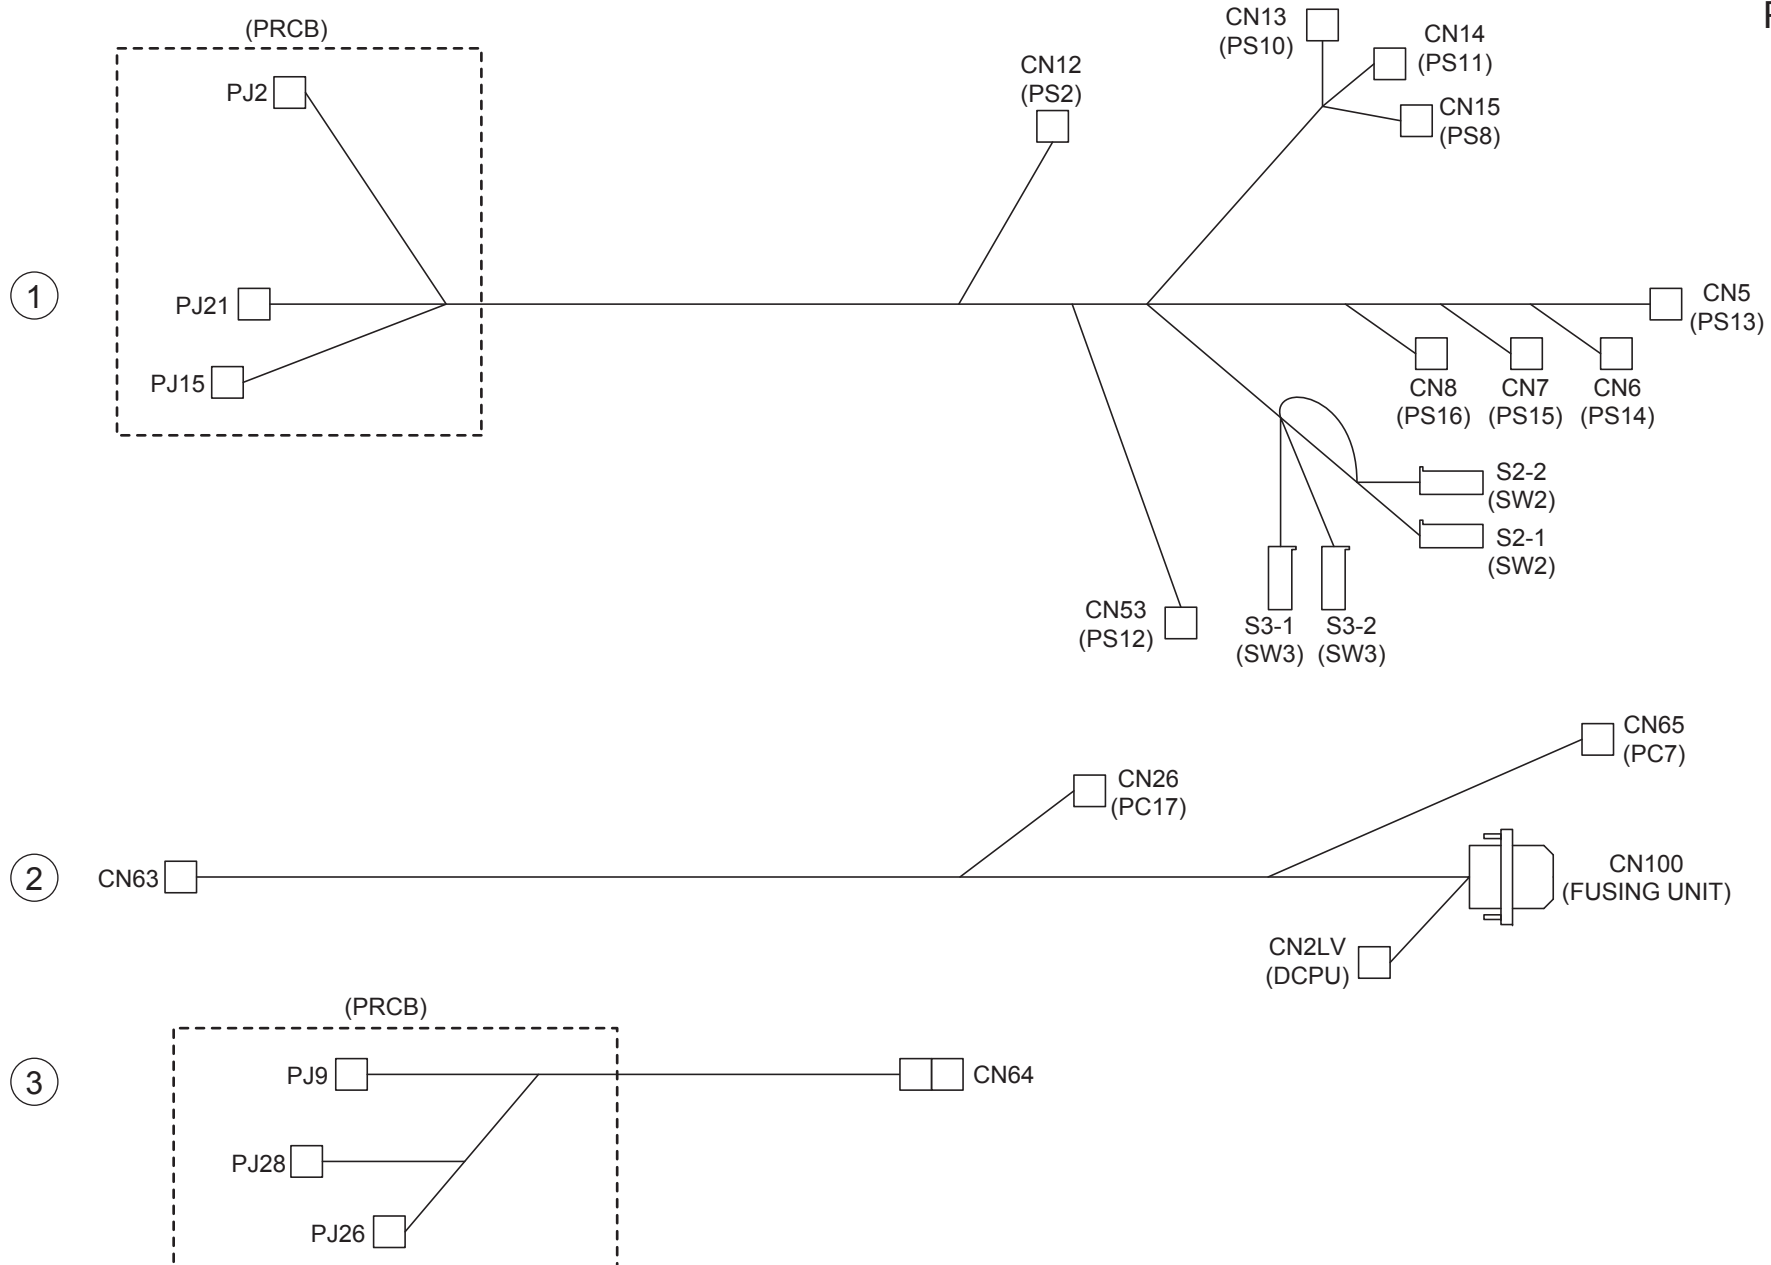 (PRCB)
PJ2
PJ21
PJ15
1
CN12
(PS2)
CN13
(PS10)
CN14
(PS11)
CN15
(PS8)
CN5
(PS13)
CN8
(PS16)
CN7
(PS15)
CN6
(PS14)
S2-2
(SW2)
S2-1
(SW2)
CN53
(PS12)
S3-1
(SW3)
S3-2
(SW3)
2
CN63
CN26
(PC17)
CN65
(PC7)
CN100
(FUSING UNIT)
CN2LV
(DCPU)
3
(PRCB)
PJ9
PJ28
PJ26
CN64